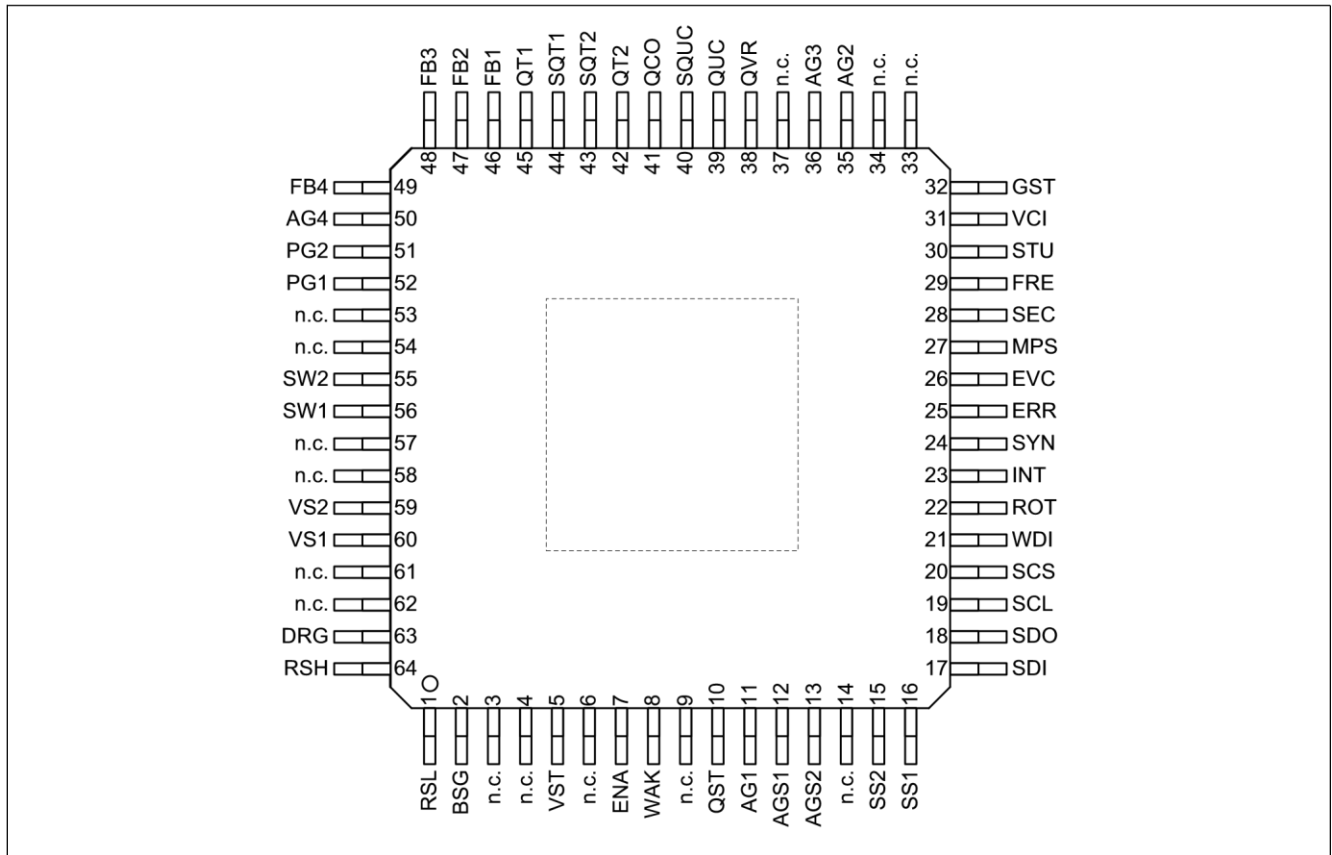 FB3 FB2 FB1 QT1 SQT1 SQT2 QT2 QCO SQUC QUC QVR n.c. AG3 AG2 n.c. n.c.
48 47 46 45 44 43 42 41 40 39 38 37 36 35 34 33
FB4 49 32 GST
AG4 50 31 VCI
PG2 51 30 STU
PG1 52 29 FRE
n.c. 53 28 SEC
n.c. 54 27 MPS
SW2 55 26 EVC
SW1 56 25 ERR
n.c. 57 24 SYN
n.c. 58 23 INT
VS2 59 22 ROT
VS1 60 21 WDI
n.c. 61 20 SCS
n.c. 62 19 SCL
DRG 63 18 SDO
RSH 64 17 SDI
1 2 3 4 5 6 7 8 9 10 11 12 13 14 15 16
RSL BSG n.c. n.c. VST n.c. ENA WAK n.c. QST AG1 AGS1 AGS2 n.c. SS2 SS1